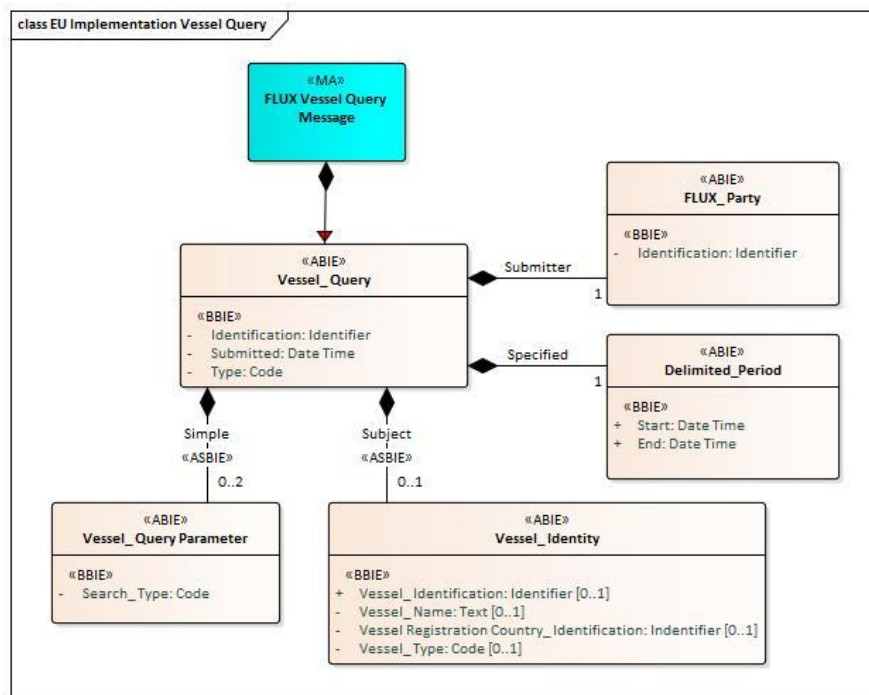 class EU Implementation Vessel Query
«MA»
FLUX Vessel Query
Message
«ABIE»
FLUX_Party
«BBIE»
- Identification: Identifier
«ABIE»
Vessel_Query
«BBIE»
- Identification: Identifier
- Submitted: Date Time
- Type: Code
Submitter
1
Specified
1
«ABIE»
Delimited_Period
«BBIE»
+ Start: Date Time
+ End: Date Time
Simple
«ASBIE»
0..2
Subject
«ASBIE»
0..1
«ABIE»
Vessel_Query Parameter
«BBIE»
- Search_Type: Code
«ABIE»
Vessel_Identity
«BBIE»
+ Vessel_Identification: Identifier [0..1]
- Vessel_Name: Text [0..1]
- Vessel Registration Country_Identification: Indentifier [0..1]
- Vessel_Type: Code [0..1]